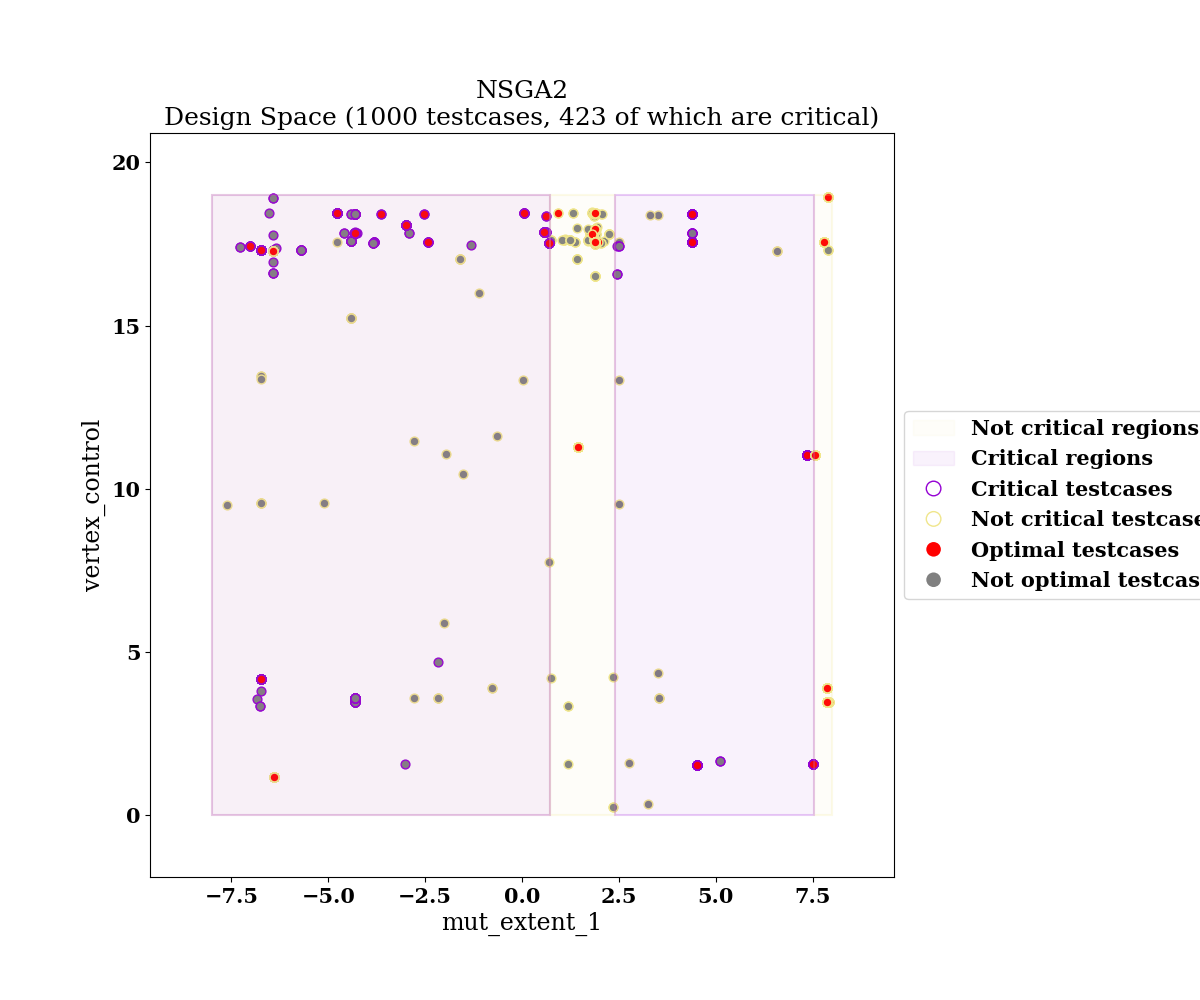 NSGA2
Design Space (1000 testcases, 423 of which are critical)
20
15
10
5
0
vertex_control
−7.5 −5.0 −2.5 0.0 2.5 5.0 7.5
mut_extent_1
Not critical regions
Critical regions
Critical testcases
Not critical testcase
Optimal testcases
Not optimal testcas